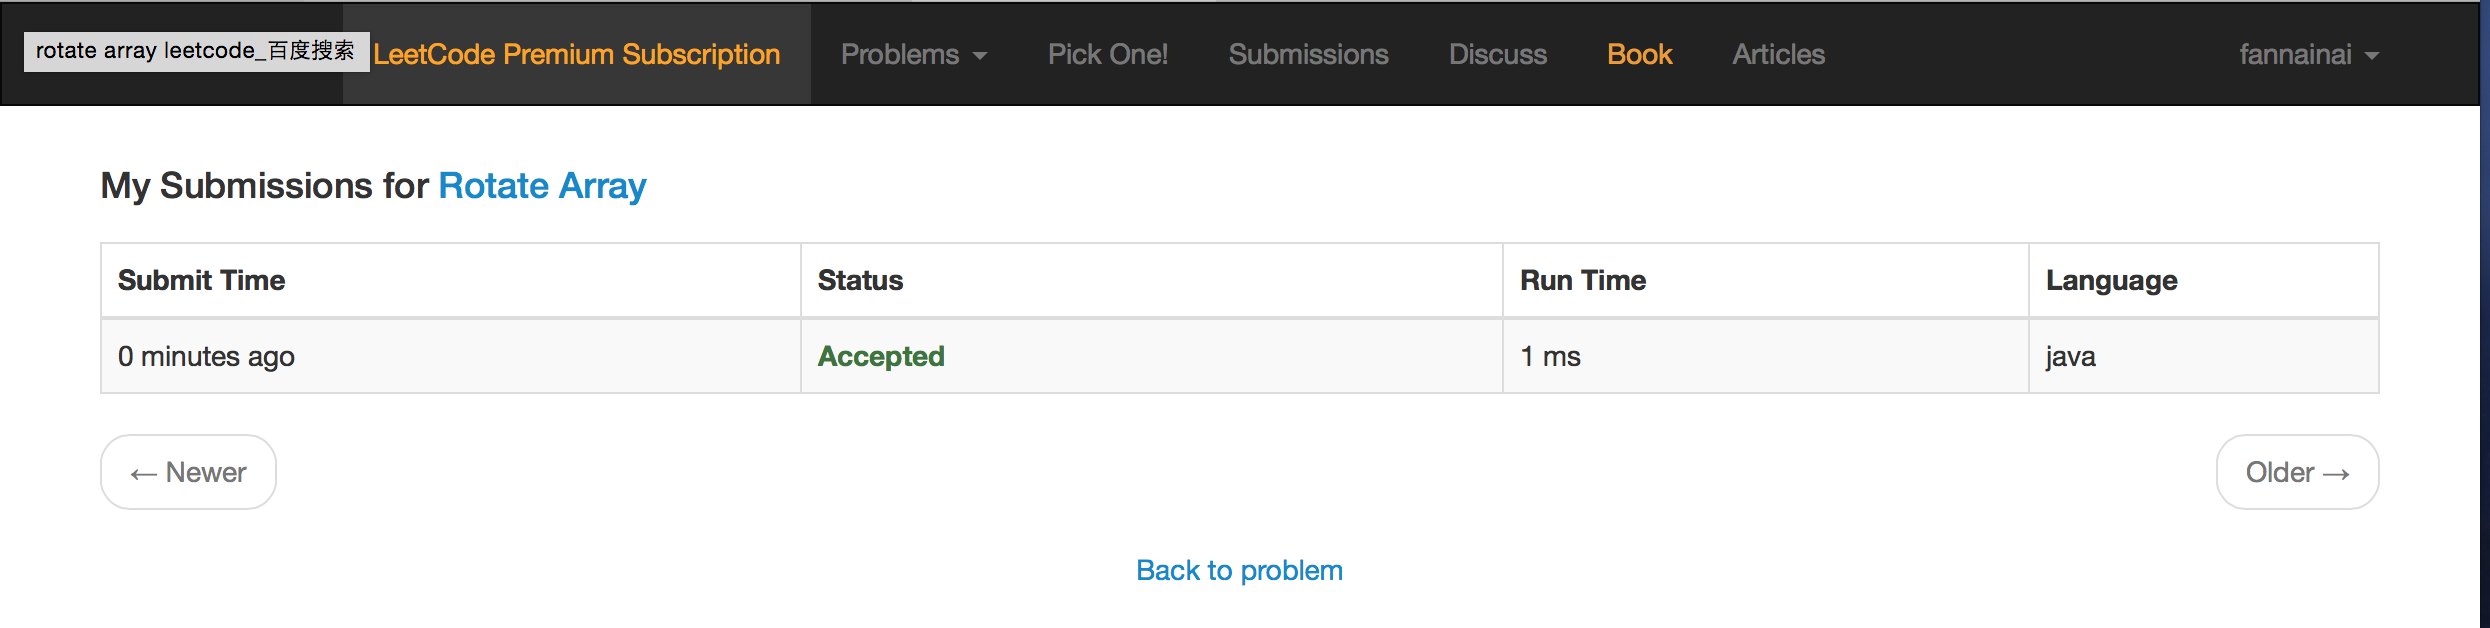 rotate array leetcode_百度搜索 LeetCode Premium Subscription Problems Pick One! Submissions Discuss Book Articles fannainai
My Submissions for Rotate Array
Submit Time Status Run Time Language
0 minutes ago Accepted 1 ms java
← Newer Older →
Back to problem